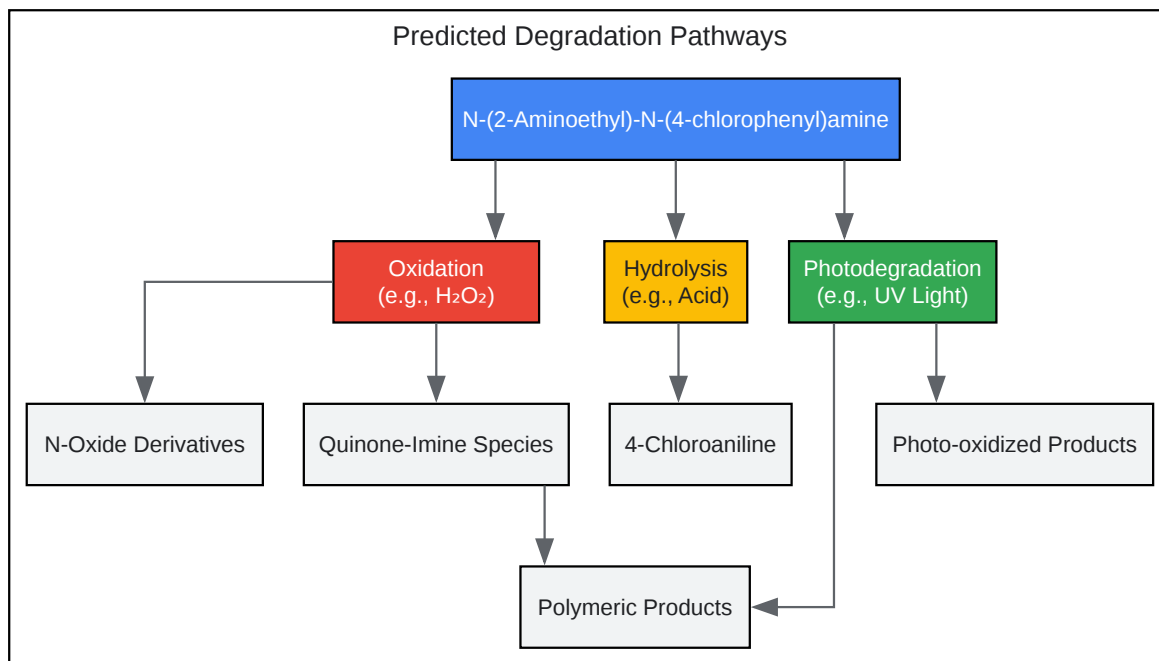 Predicted Degradation Pathways
N-(2-Aminoethyl)-N-(4-chlorophenyl)amine
Oxidation
(e.g., H₂O₂)
Hydrolysis
(e.g., Acid)
Photodegradation
(e.g., UV Light)
N-Oxide Derivatives
Quinone-Imine Species
4-Chloroaniline
Photo-oxidized Products
Polymeric Products